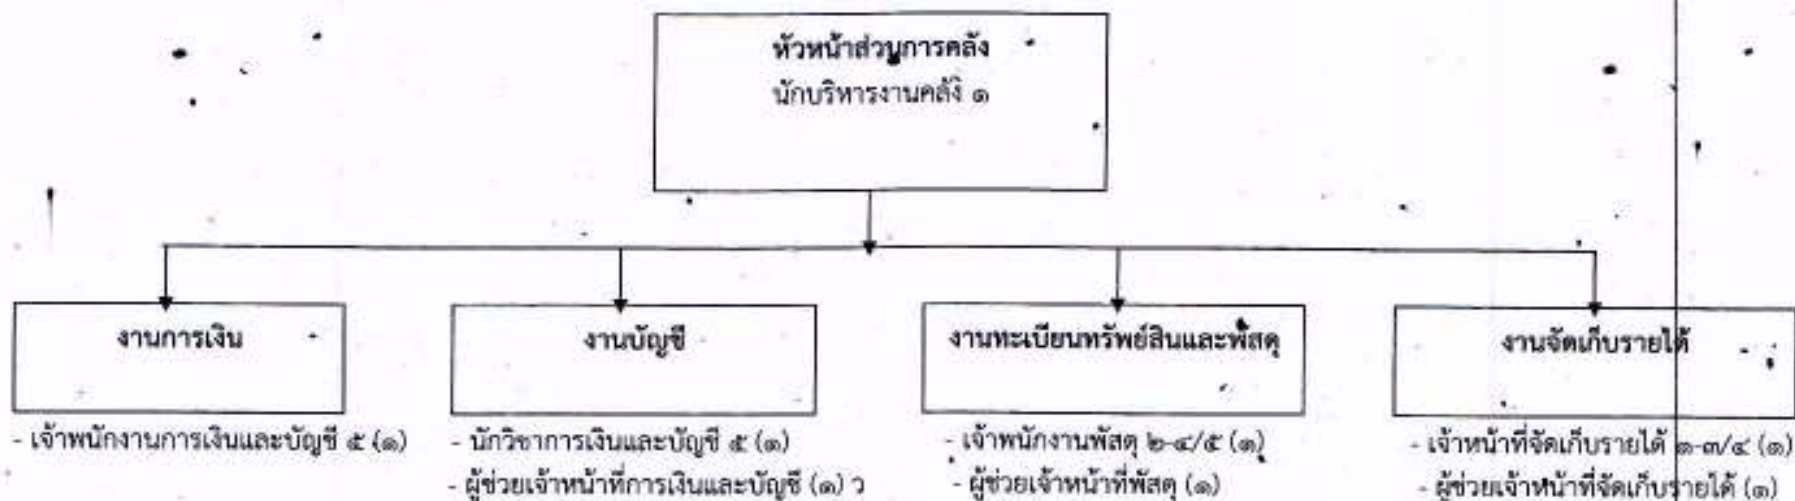 หัวหน้าส่วนการคลัง
นักบริหารงานคลัง ๑
งานการเงิน
- เจ้าพนักงานการเงินและบัญชี ๕ (๑)
งานบัญชี
- นักวิชาการเงินและบัญชี ๕ (๑)
- ผู้ช่วยเจ้าหน้าที่การเงินและบัญชี (๑) ว
งานทะเบียนทรัพย์สินและพัสดุ
- เจ้าพนักงานพัสดุ ๒-๔/๕ (๑)
- ผู้ช่วยเจ้าหน้าที่พัสดุ (๑)
งานจัดเก็บรายได้
- เจ้าหน้าที่จัดเก็บรายได้ ๑-๓/๔ (๑)
- ผู้ช่วยเจ้าหน้าที่จัดเก็บรายได้ (๑)